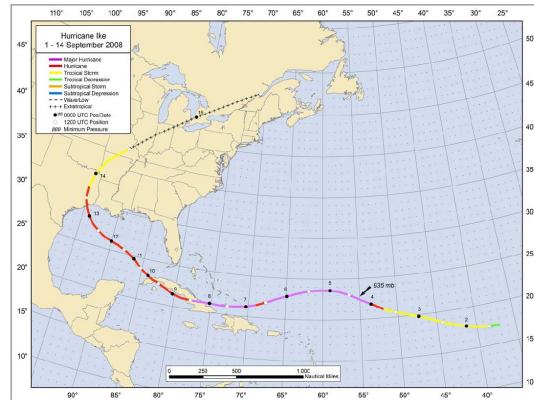 110° 105° 100° 95° 90° 85° 80° 75° 70° 65° 60° 55° 50° 45° 40° 35° 30° 25°
Hurricane Ike
1 - 14 September 2008
Major Hurricane
Hurricane
Tropical Storm
Tropical Depression
Subtropical Storm
Subtropical Depression
Wave/Low
Extratropical
0000 UTC Pos/Date
1200 UTC Position
Minimum Pressure
45°
40°
35°
30°
25°
20°
15°
10°
50
45
40
35
30
25
20
15
10
15
14
13
12
11
10
9
8
7
6
5
935 mb
4
3
2
0 250 500 1000
Nautical Miles
90° 85° 80° 75° 70° 65° 60° 55° 50° 45° 40°